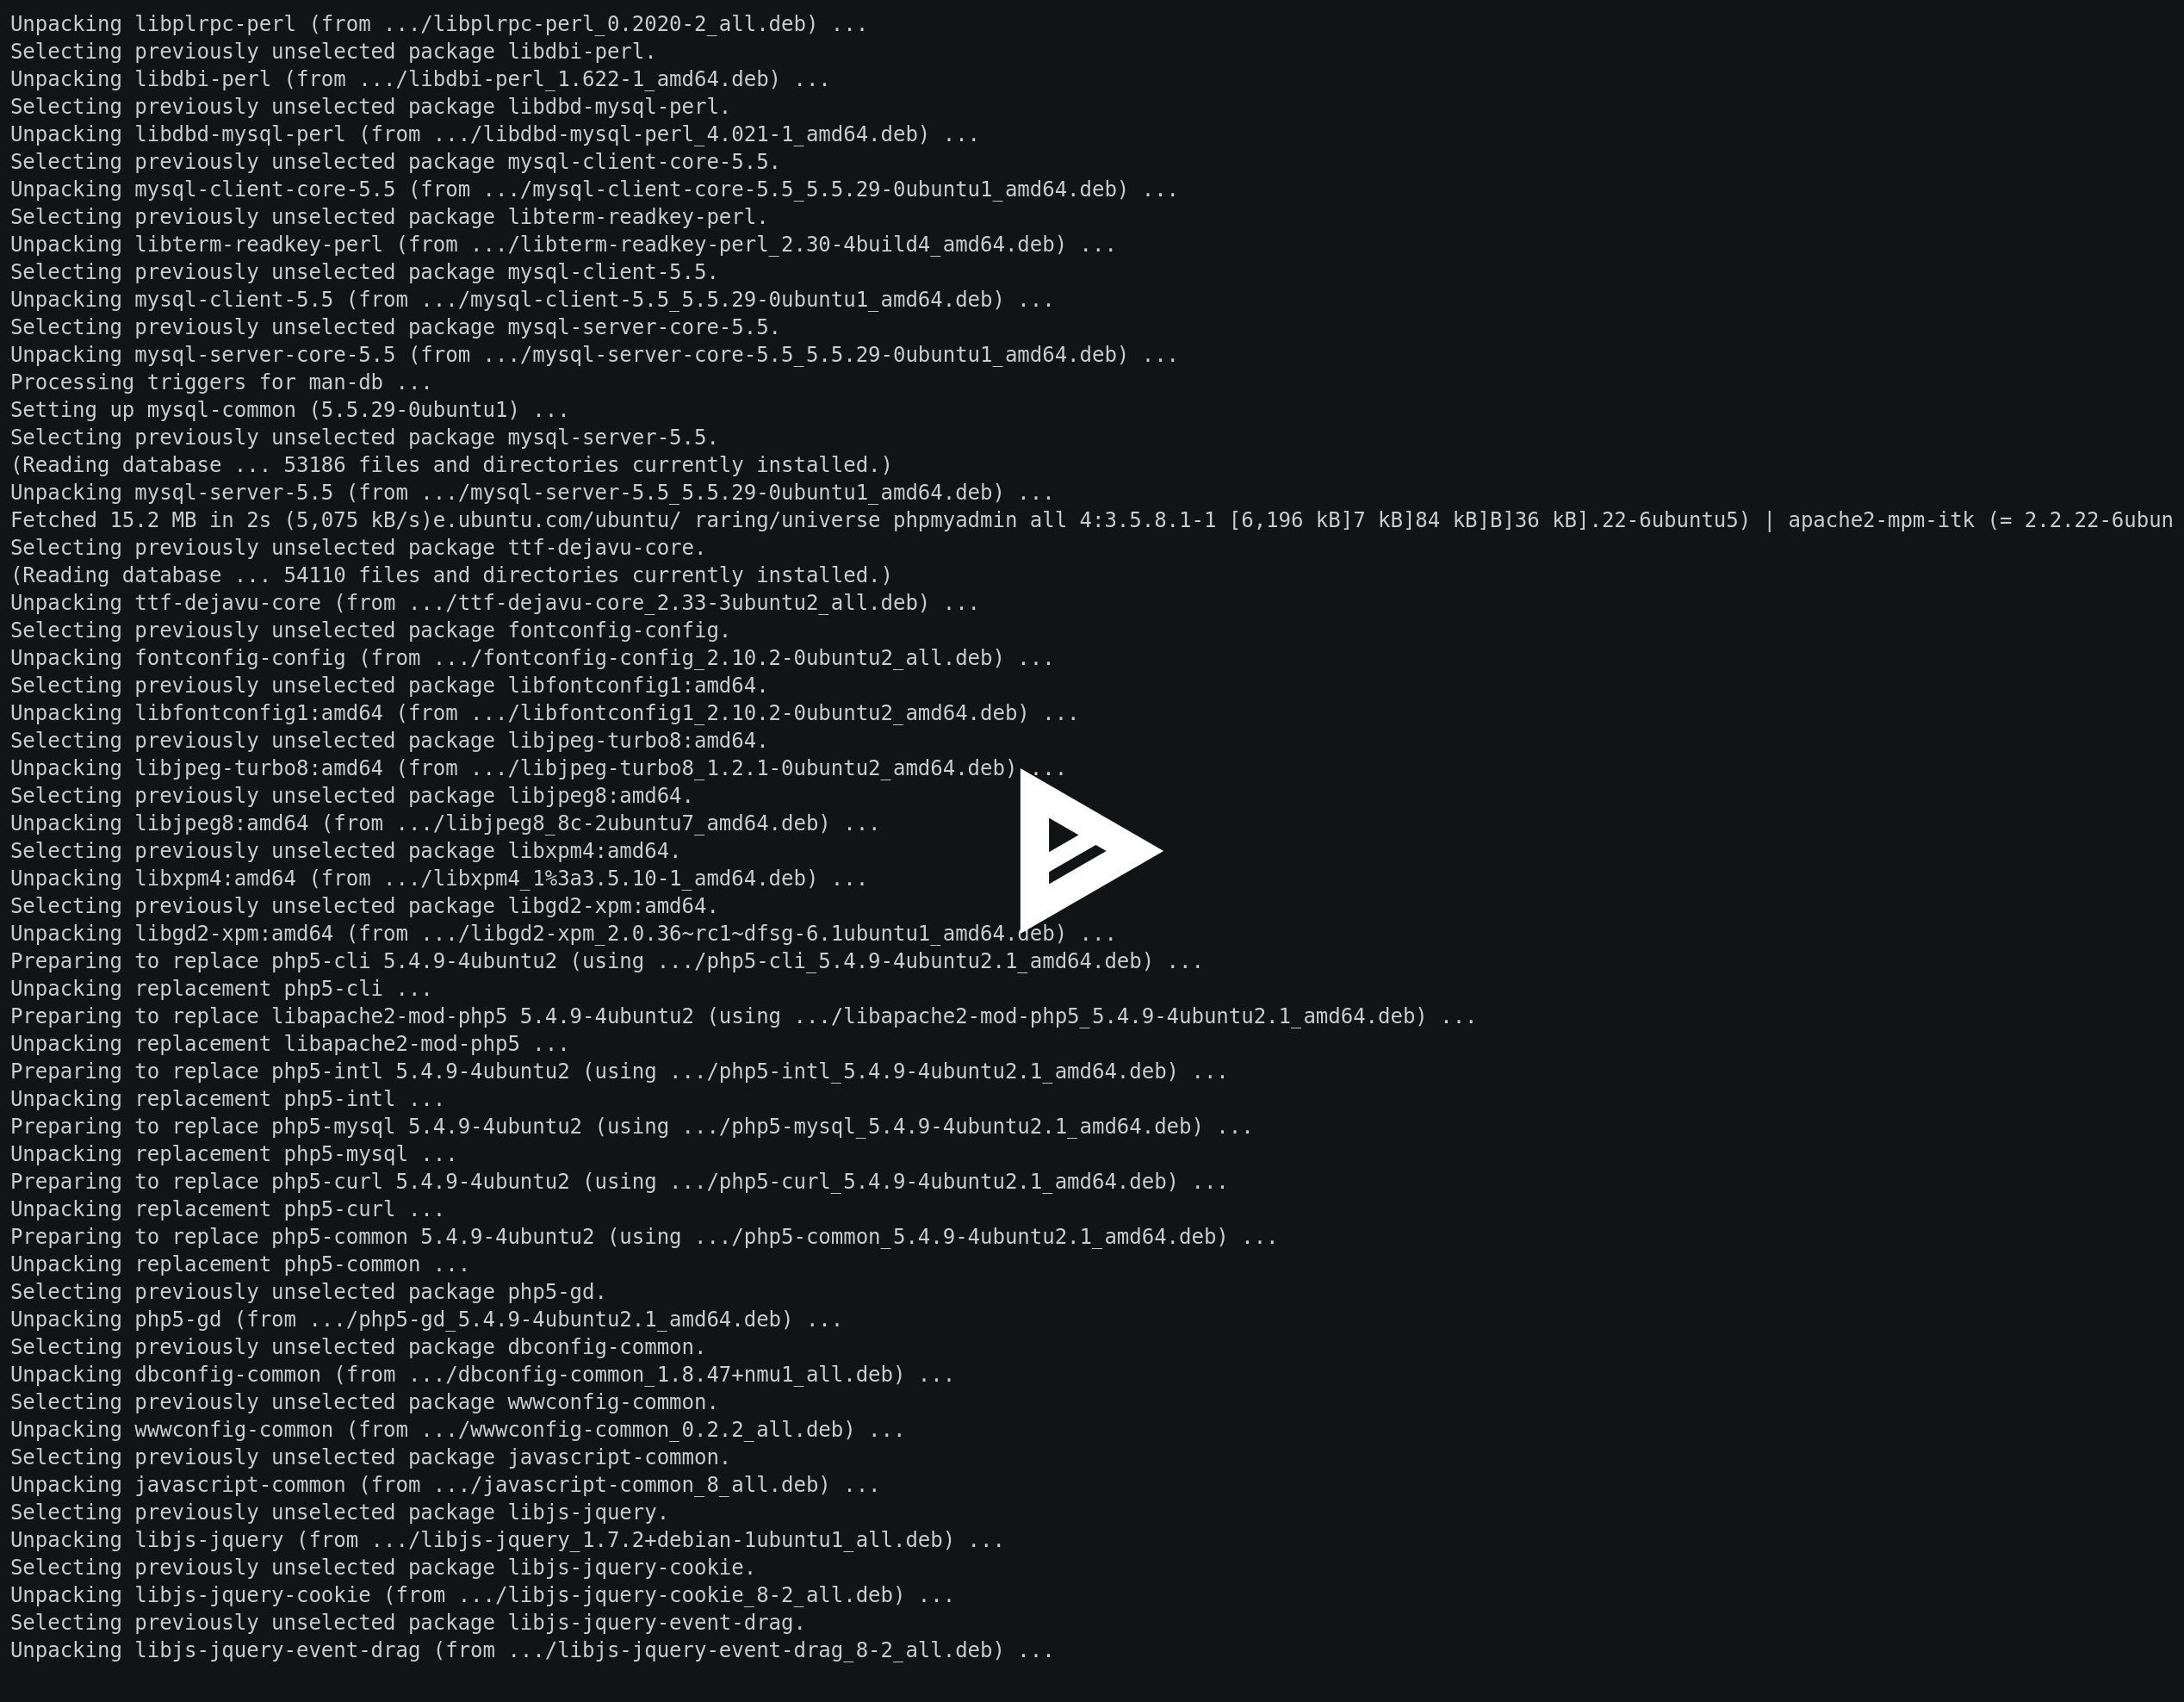 Unpacking libplrpc-perl (from .../libplrpc-perl_0.2020-2_all.deb) ...
Selecting previously unselected package libdbi-perl.
Unpacking libdbi-perl (from .../libdbi-perl_1.622-1_amd64.deb) ...
Selecting previously unselected package libdbd-mysql-perl.
Unpacking libdbd-mysql-perl (from .../libdbd-mysql-perl_4.021-1_amd64.deb) ...
Selecting previously unselected package mysql-client-core-5.5.
Unpacking mysql-client-core-5.5 (from .../mysql-client-core-5.5_5.5.29-0ubuntu1_amd64.deb) ...
Selecting previously unselected package libterm-readkey-perl.
Unpacking libterm-readkey-perl (from .../libterm-readkey-perl_2.30-4build4_amd64.deb) ...
Selecting previously unselected package mysql-client-5.5.
Unpacking mysql-client-5.5 (from .../mysql-client-5.5_5.5.29-0ubuntu1_amd64.deb) ...
Selecting previously unselected package mysql-server-core-5.5.
Unpacking mysql-server-core-5.5 (from .../mysql-server-core-5.5_5.5.29-0ubuntu1_amd64.deb) ...
Processing triggers for man-db ...
Setting up mysql-common (5.5.29-0ubuntu1) ...
Selecting previously unselected package mysql-server-5.5.
(Reading database ... 53186 files and directories currently installed.)
Unpacking mysql-server-5.5 (from .../mysql-server-5.5_5.5.29-0ubuntu1_amd64.deb) ...
Fetched 15.2 MB in 2s (5,075 kB/s)e.ubuntu.com/ubuntu/ raring/universe phpmyadmin all 4:3.5.8.1-1 [6,196 kB]7 kB]84 kB]B]36 kB].22-6ubuntu5) | apache2-mpm-itk (= 2.2.22-6ubun
Selecting previously unselected package ttf-dejavu-core.
(Reading database ... 54110 files and directories currently installed.)
Unpacking ttf-dejavu-core (from .../ttf-dejavu-core_2.33-3ubuntu2_all.deb) ...
Selecting previously unselected package fontconfig-config.
Unpacking fontconfig-config (from .../fontconfig-config_2.10.2-0ubuntu2_all.deb) ...
Selecting previously unselected package libfontconfig1:amd64.
Unpacking libfontconfig1:amd64 (from .../libfontconfig1_2.10.2-0ubuntu2_amd64.deb) ...
Selecting previously unselected package libjpeg-turbo8:amd64.
Unpacking libjpeg-turbo8:amd64 (from .../libjpeg-turbo8_1.2.1-0ubuntu2_amd64.deb) ...
Selecting previously unselected package libjpeg8:amd64.
Unpacking libjpeg8:amd64 (from .../libjpeg8_8c-2ubuntu7_amd64.deb) ...
Selecting previously unselected package libxpm4:amd64.
Unpacking libxpm4:amd64 (from .../libxpm4_1%3a3.5.10-1_amd64.deb) ...
Selecting previously unselected package libgd2-xpm:amd64.
Unpacking libgd2-xpm:amd64 (from .../libgd2-xpm_2.0.36~rc1~dfsg-6.1ubuntu1_amd64.deb) ...
Preparing to replace php5-cli 5.4.9-4ubuntu2 (using .../php5-cli_5.4.9-4ubuntu2.1_amd64.deb) ...
Unpacking replacement php5-cli ...
Preparing to replace libapache2-mod-php5 5.4.9-4ubuntu2 (using .../libapache2-mod-php5_5.4.9-4ubuntu2.1_amd64.deb) ...
Unpacking replacement libapache2-mod-php5 ...
Preparing to replace php5-intl 5.4.9-4ubuntu2 (using .../php5-intl_5.4.9-4ubuntu2.1_amd64.deb) ...
Unpacking replacement php5-intl ...
Preparing to replace php5-mysql 5.4.9-4ubuntu2 (using .../php5-mysql_5.4.9-4ubuntu2.1_amd64.deb) ...
Unpacking replacement php5-mysql ...
Preparing to replace php5-curl 5.4.9-4ubuntu2 (using .../php5-curl_5.4.9-4ubuntu2.1_amd64.deb) ...
Unpacking replacement php5-curl ...
Preparing to replace php5-common 5.4.9-4ubuntu2 (using .../php5-common_5.4.9-4ubuntu2.1_amd64.deb) ...
Unpacking replacement php5-common ...
Selecting previously unselected package php5-gd.
Unpacking php5-gd (from .../php5-gd_5.4.9-4ubuntu2.1_amd64.deb) ...
Selecting previously unselected package dbconfig-common.
Unpacking dbconfig-common (from .../dbconfig-common_1.8.47+nmu1_all.deb) ...
Selecting previously unselected package wwwconfig-common.
Unpacking wwwconfig-common (from .../wwwconfig-common_0.2.2_all.deb) ...
Selecting previously unselected package javascript-common.
Unpacking javascript-common (from .../javascript-common_8_all.deb) ...
Selecting previously unselected package libjs-jquery.
Unpacking libjs-jquery (from .../libjs-jquery_1.7.2+debian-1ubuntu1_all.deb) ...
Selecting previously unselected package libjs-jquery-cookie.
Unpacking libjs-jquery-cookie (from .../libjs-jquery-cookie_8-2_all.deb) ...
Selecting previously unselected package libjs-jquery-event-drag.
Unpacking libjs-jquery-event-drag (from .../libjs-jquery-event-drag_8-2_all.deb) ...